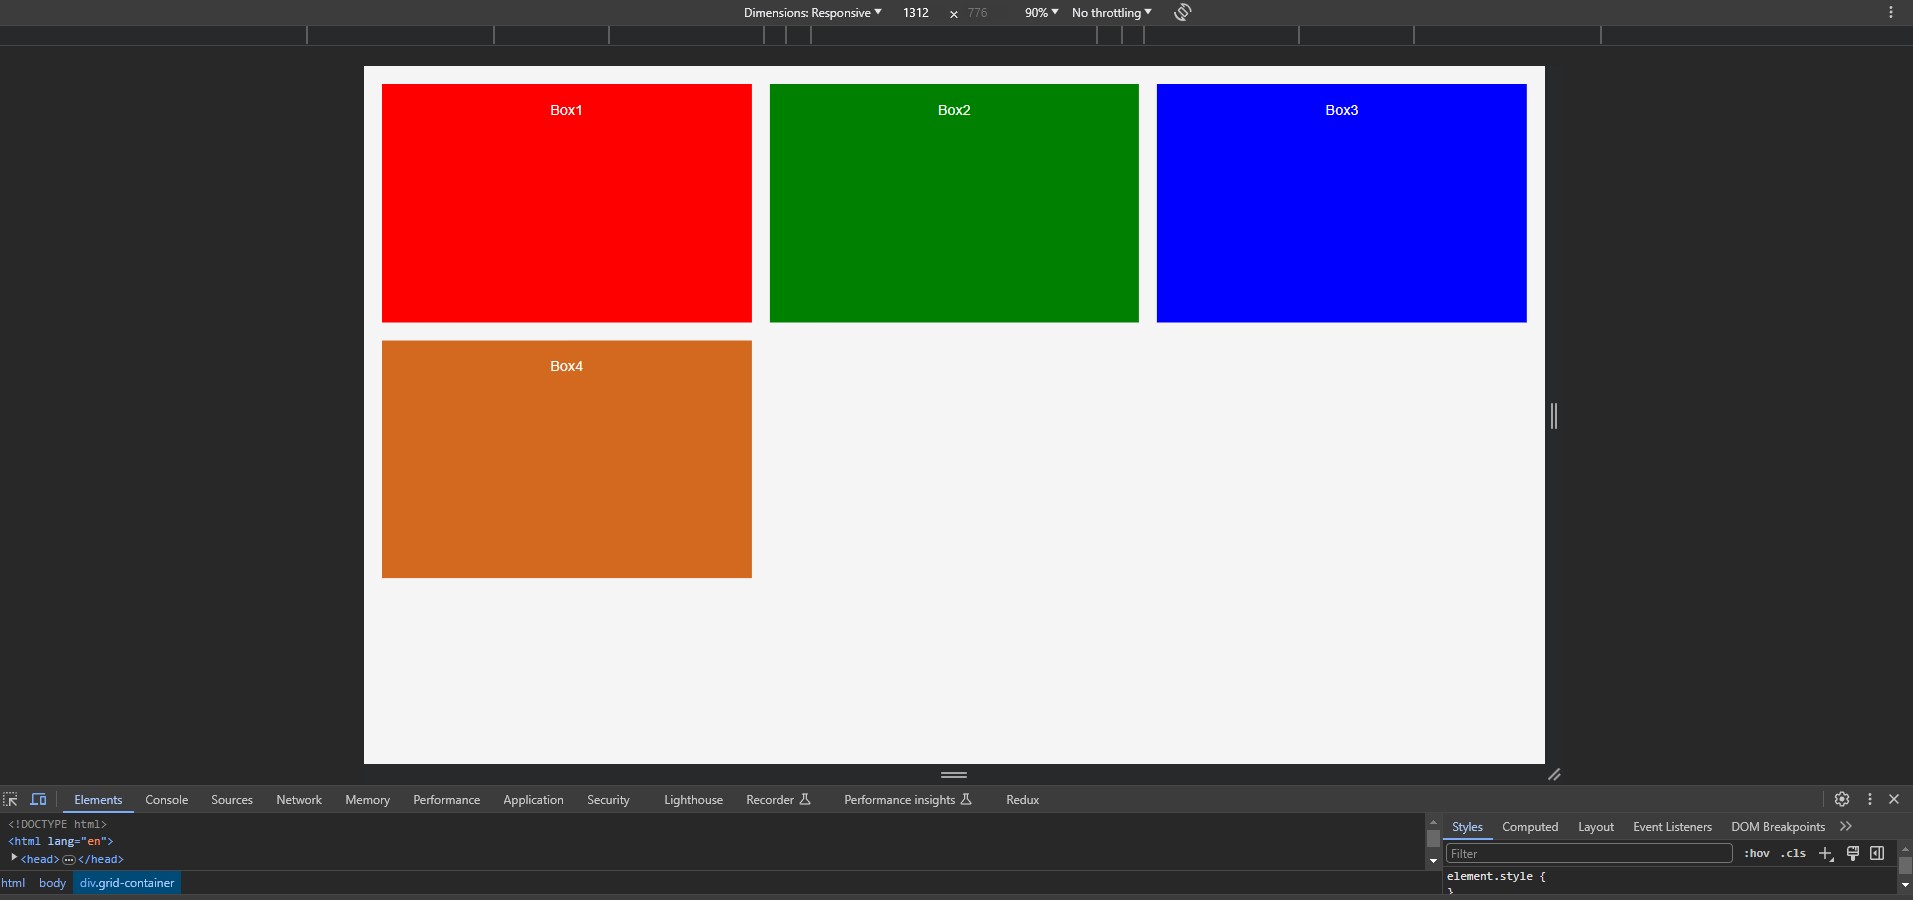 Dimensions: Responsive 1312 × 776 90% No throttling
Box1 Box2 Box3
Box4
Elements Console Sources Network Memory Performance Application Security Lighthouse Recorder Performance insights Redux
<!DOCTYPE html>
<html lang="en">
<head> … </head>
html body div.grid-container
Styles Computed Layout Event Listeners DOM Breakpoints
Filter :hov .cls
element.style {
}